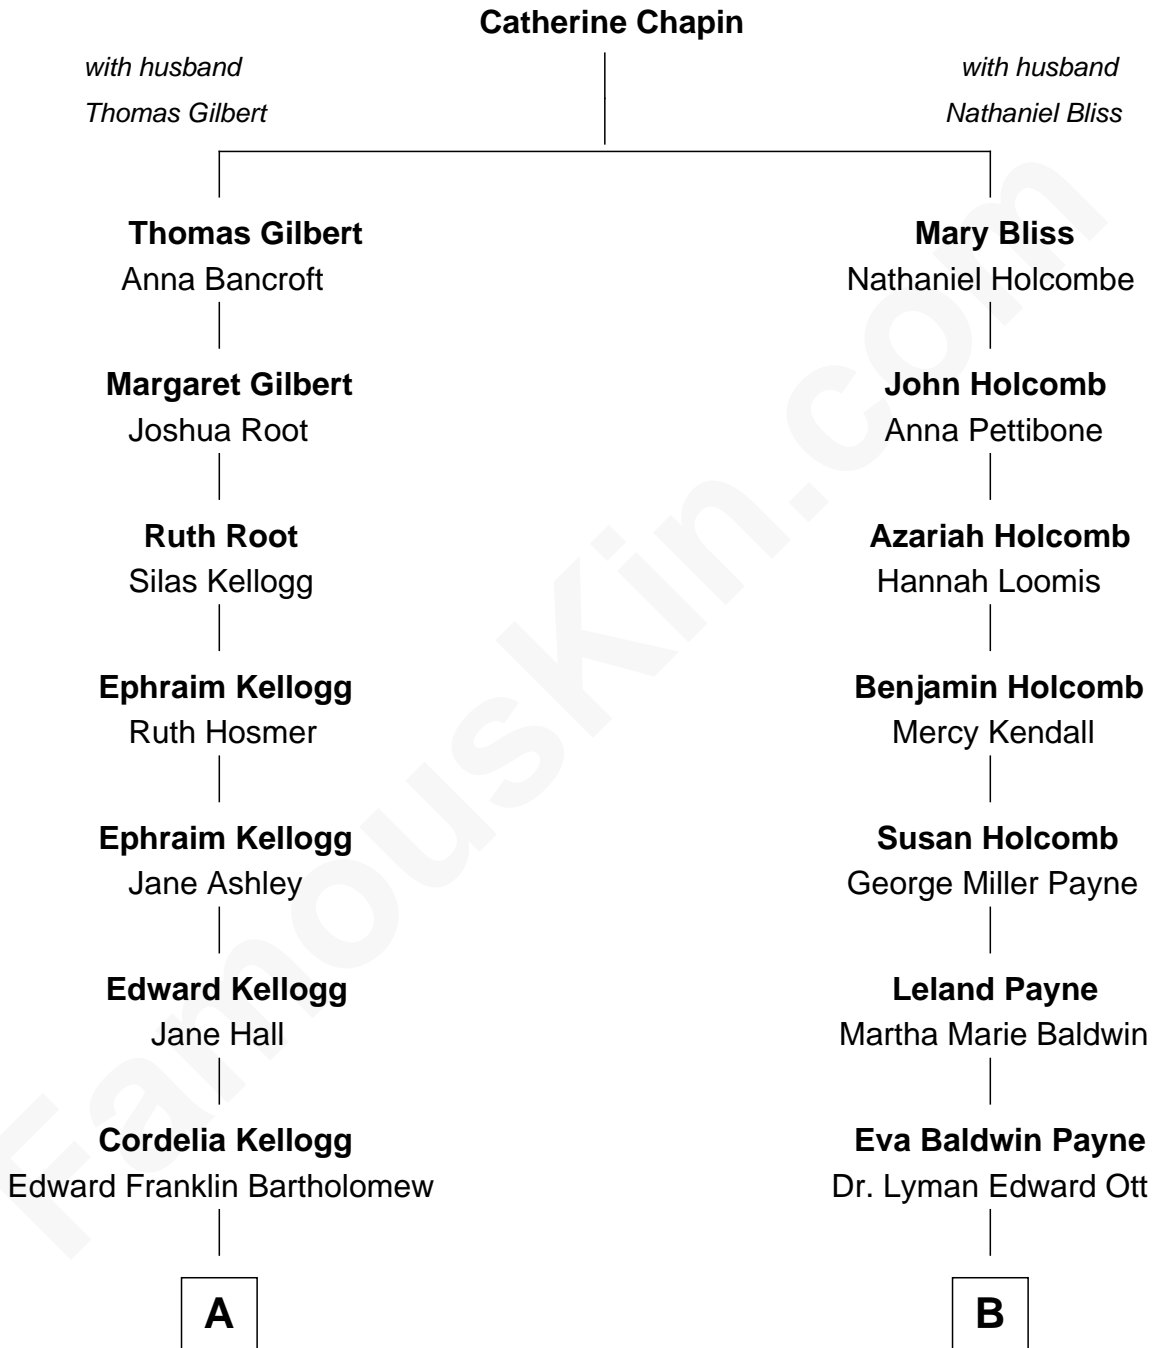 Catherine Chapin
with husband
Thomas Gilbert
with husband
Nathaniel Bliss
Thomas Gilbert
Anna Bancroft
Mary Bliss
Nathaniel Holcombe
Margaret Gilbert
Joshua Root
John Holcomb
Anna Pettibone
Ruth Root
Silas Kellogg
Azariah Holcomb
Hannah Loomis
Ephraim Kellogg
Ruth Hosmer
Benjamin Holcomb
Mercy Kendall
Ephraim Kellogg
Jane Ashley
Susan Holcomb
George Miller Payne
Edward Kellogg
Jane Hall
Leland Payne
Martha Marie Baldwin
Cordelia Kellogg
Edward Franklin Bartholomew
Eva Baldwin Payne
Dr. Lyman Edward Ott
A
B
FamousKin.com